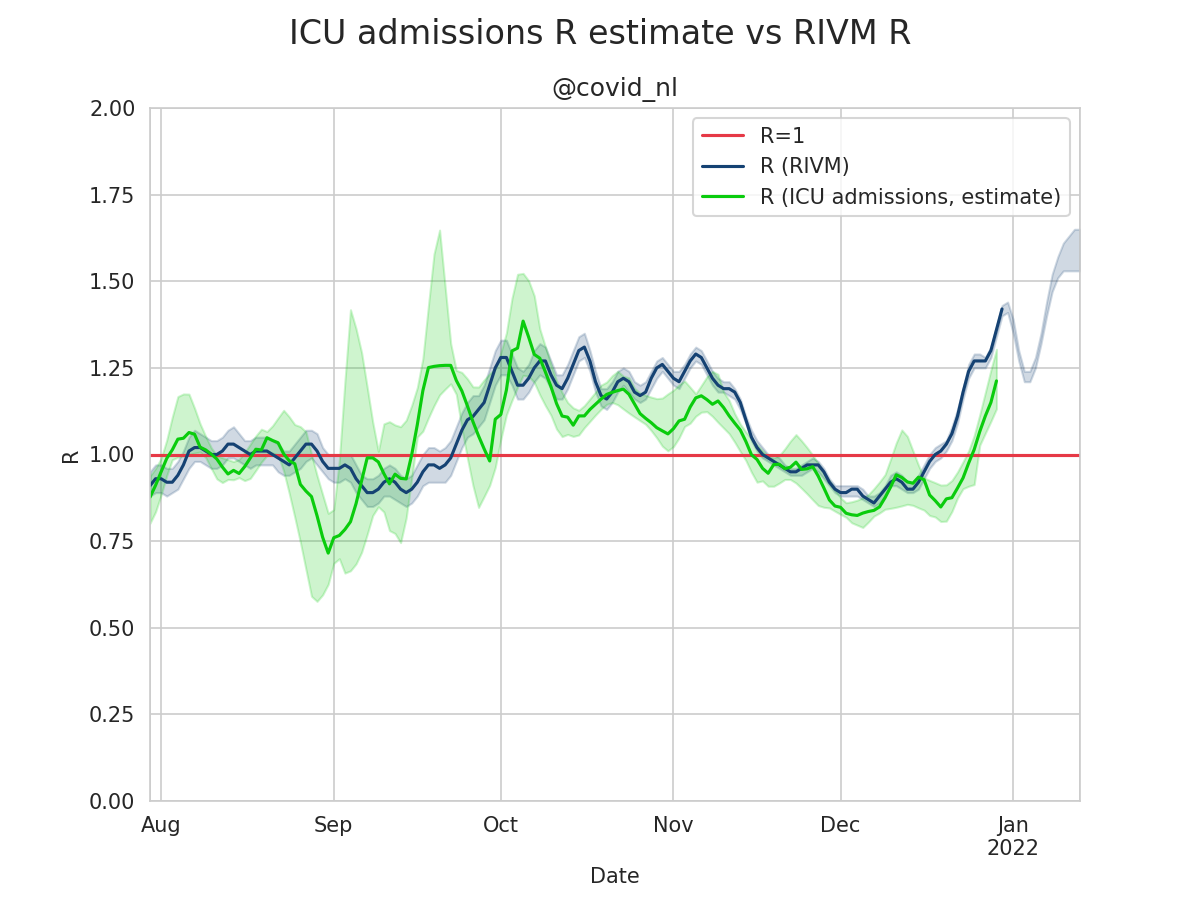 ICU admissions R estimate vs RIVM R
@covid_nl
R=1
R (RIVM)
R (ICU admissions, estimate)
2.00
1.75
1.50
1.25
1.00
0.75
0.50
0.25
0.00
R
Aug
Sep
Oct
Nov
Dec
Jan
2022
Date